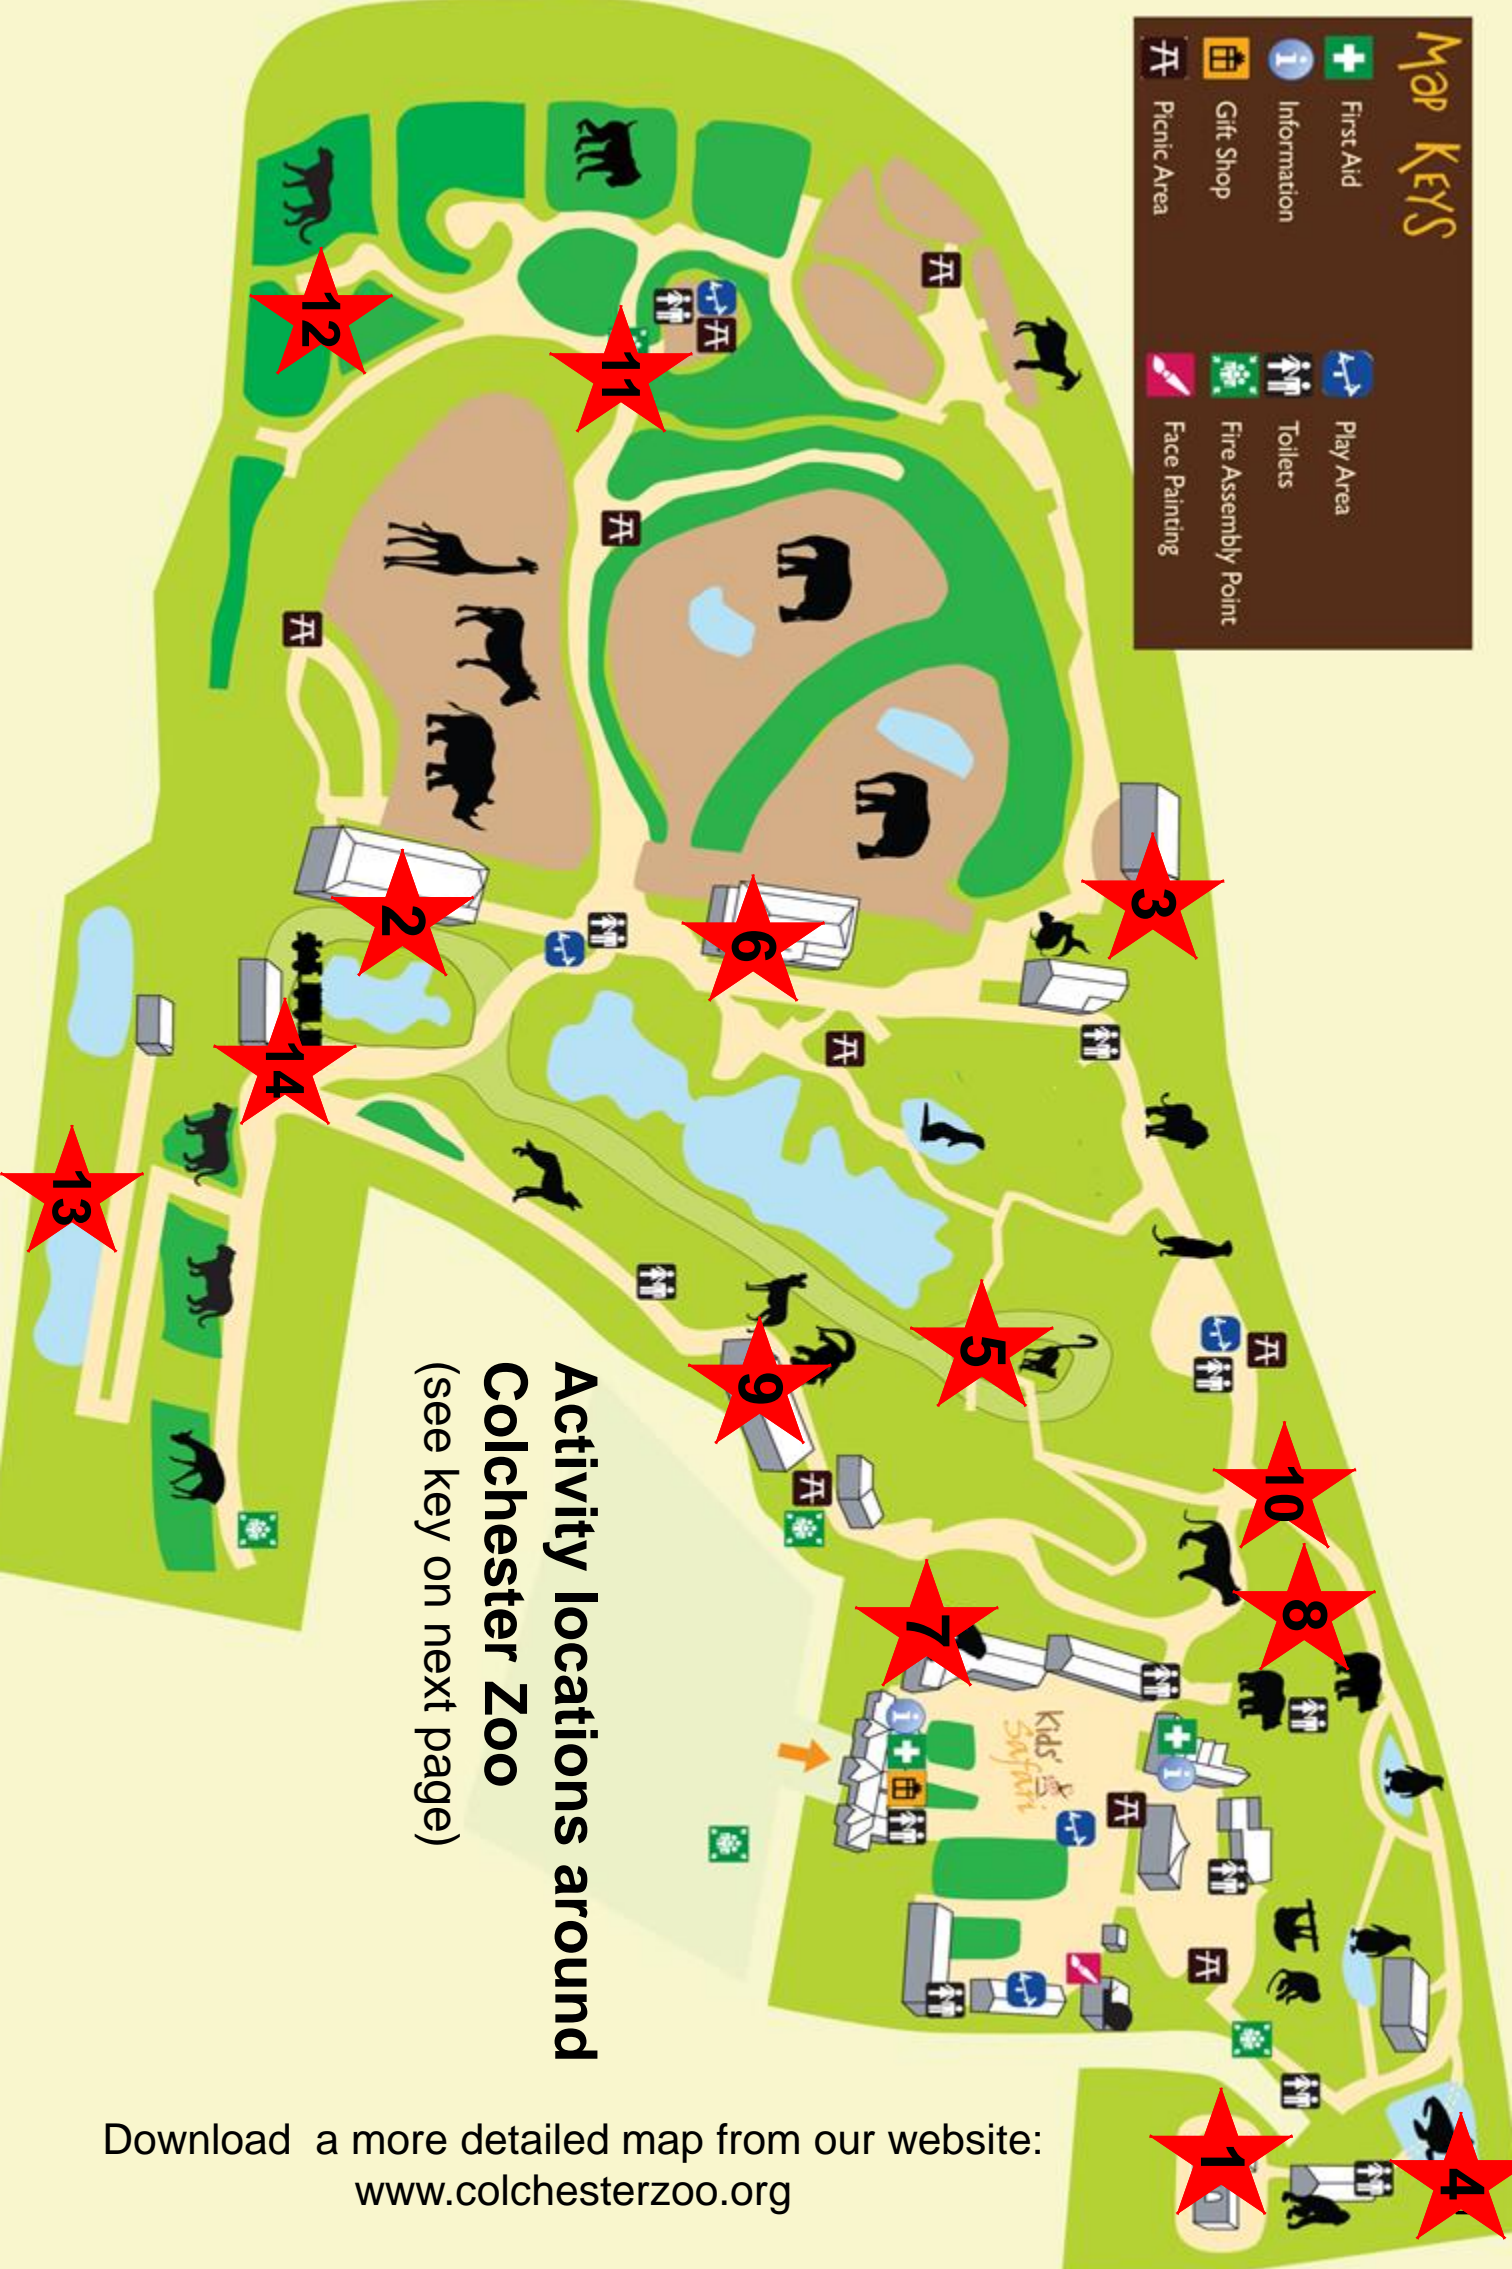 Map KEYS
First Aid
Information
Gift Shop
Picnic Area
Play Area
Toilets
Fire Assembly Point
Face Painting
12
11
3
2
6
14
13
5
9
10
8
7
Kids'
Safari
1
4
Activity locations around
Colchester Zoo
(see key on next page)
Download a more detailed map from our website:
www.colchesterzoo.org